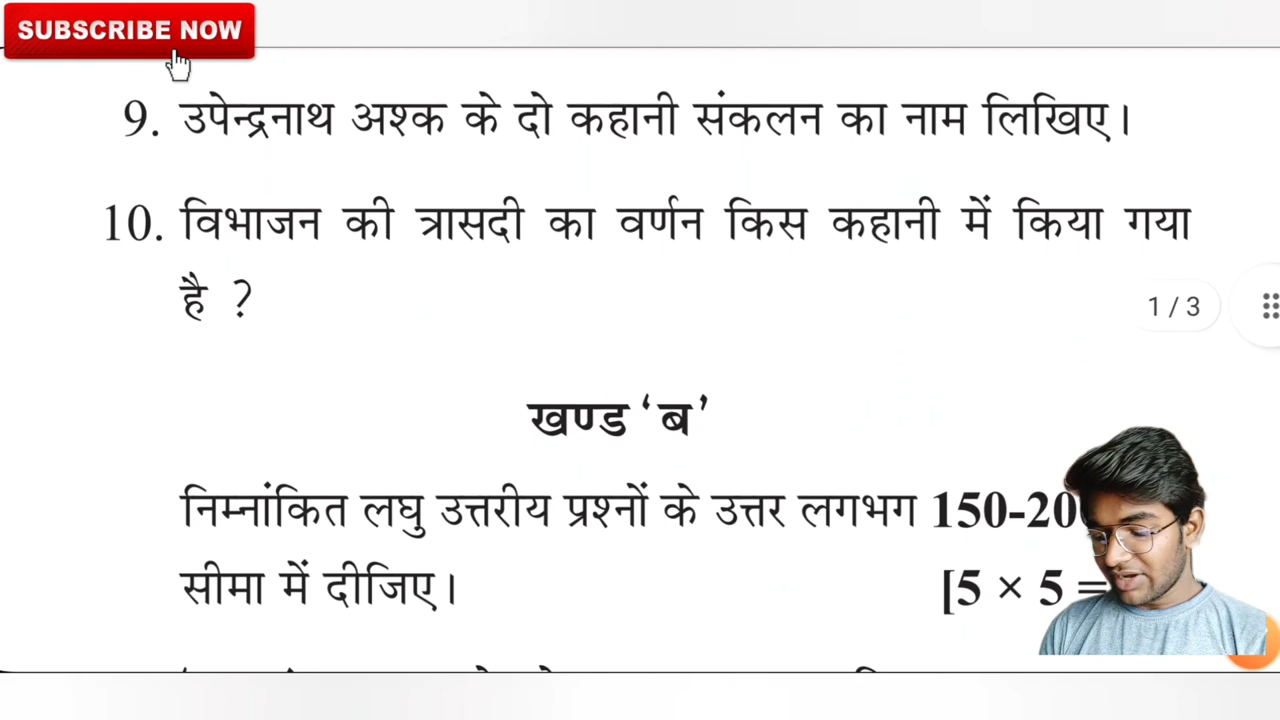 SUBSCRIBE NOW
9. उपेन्द्रनाथ अश्क के दो कहानी संकलन का नाम लिखिए।
10. विभाजन की त्रासदी का वर्णन किस कहानी में किया गया
है ?
1 / 3
खण्ड ‘ब’
निम्नांकित लघु उत्तरीय प्रश्नों के उत्तर लगभग 150-20
सीमा में दीजिए। [5 × 5 =